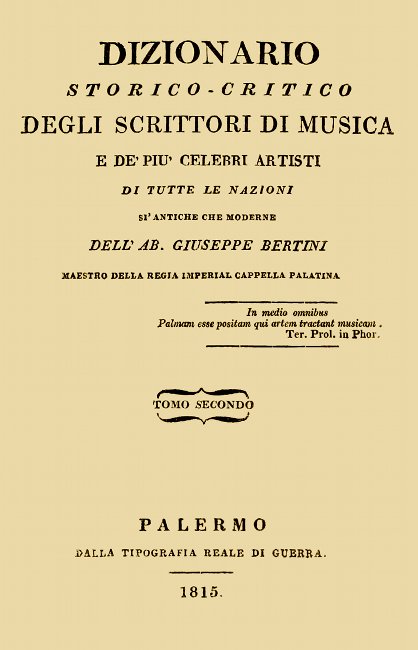 DIZIONARIO
STORICO-CRITICO
DEGLI SCRITTORI DI MUSICA
E DE' PIU' CELEBRI ARTISTI
DI TUTTE LE NAZIONI
SI' ANTICHE CHE MODERNE
DELL' AB. GIUSEPPE BERTINI
MAESTRO DELLA REGIA IMPERIAL CAPPELLA PALATINA
In medio omnibus
Palmam esse positam qui artem tractant musicam .
Ter. Prol. in Phor.
TOMO SECONDO
PALERMO
DALLA TIPOGRAFIA REALE DI GUERRA.
1815.